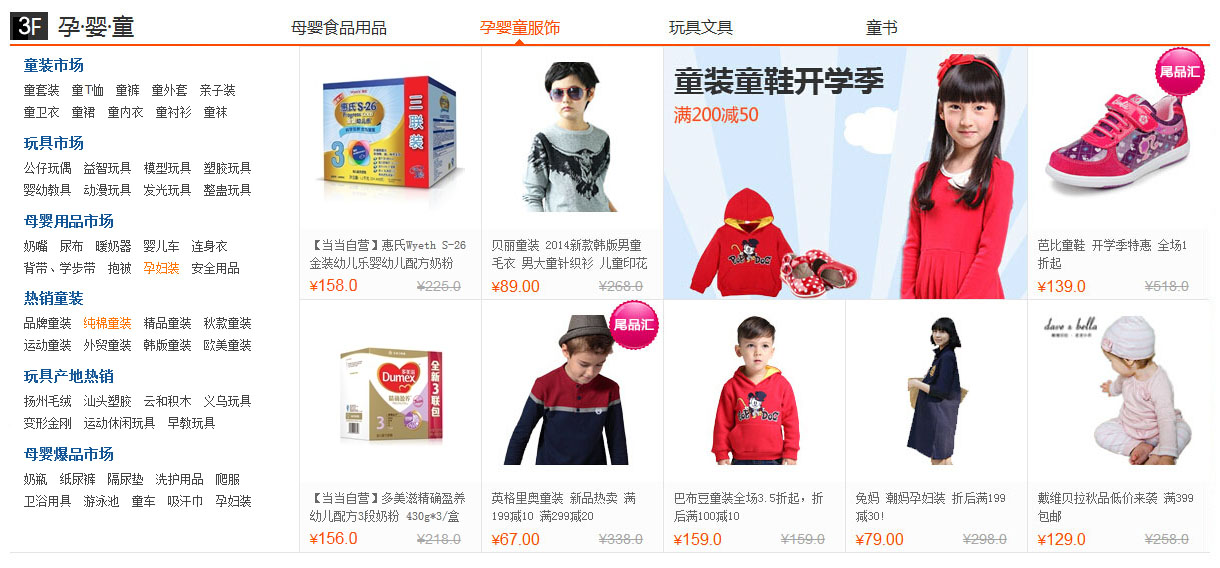 3F 孕·婴·童
母婴食品用品 孕婴童服饰 玩具文具 童书
童装市场
童套装 童T恤 童裤 童外套 亲子装
童卫衣 童裙 童内衣 童衬衫 童袜
玩具市场
公仔玩偶 益智玩具 模型玩具 塑胶玩具
婴幼教具 动漫玩具 发光玩具 整蛊玩具
母婴用品市场
奶嘴 尿布 暖奶器 婴儿车 连身衣
背带、学步带 抱被 孕妇装 安全用品
热销童装
品牌童装 纯棉童装 精品童装 秋款童装
运动童装 外贸童装 韩版童装 欧美童装
玩具产地热销
扬州毛绒 汕头塑胶 云和积木 义乌玩具
变形金刚 运动休闲玩具 早教玩具
母婴爆品市场
奶瓶 纸尿裤 隔尿垫 洗护用品 爬服
卫浴用具 游泳池 童车 吸汗巾 孕妇装
惠氏S-26
三联装
3
【当当自营】惠氏Wyeth S-26
金装幼儿乐婴幼儿配方奶粉
¥158.0 ¥225.0
贝丽童装 2014新款韩版男童
毛衣 男大童针织衫 儿童印花
¥89.00 ¥268.0
童装童鞋开学季
满200减50
尾品汇
芭比童鞋 开学季特惠 全场1
折起
¥139.0 ¥518.0
Dumex
精确盈养
3
全新3联包
【当当自营】多美滋精确盈养
幼儿配方3段奶粉 430g*3/盒
¥156.0 ¥218.0
尾品汇
英格里奥童装 新品热卖 满
199减10 满299减20
¥67.00 ¥338.0
巴布豆童装全场3.5折起，折
后满100减10
¥159.0 ¥159.0
兔妈 潮妈孕妇装 折后满199
减30!
¥79.00 ¥298.0
dave & bella
戴维贝拉秋品低价来袭 满399
包邮
¥129.0 ¥258.0